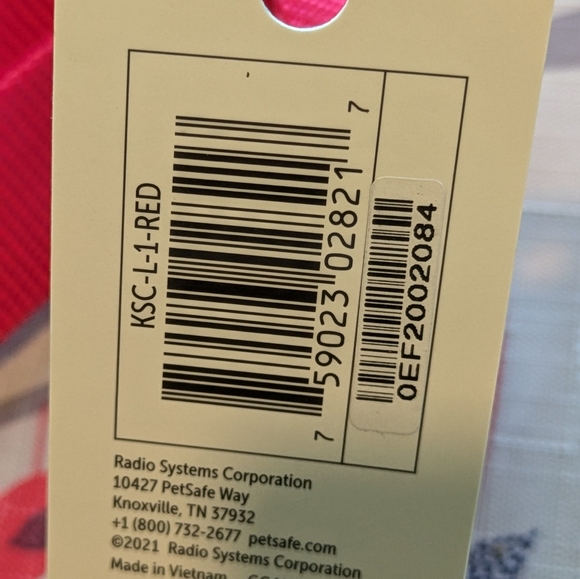 KSC-L-1-RED
7 59023 02821 7
0EF2002084
Radio Systems Corporation
10427 PetSafe Way
Knoxville, TN 37932
+1 (800) 732-2677 petsafe.com
©2021 Radio Systems Corporation
Made in Vietnam